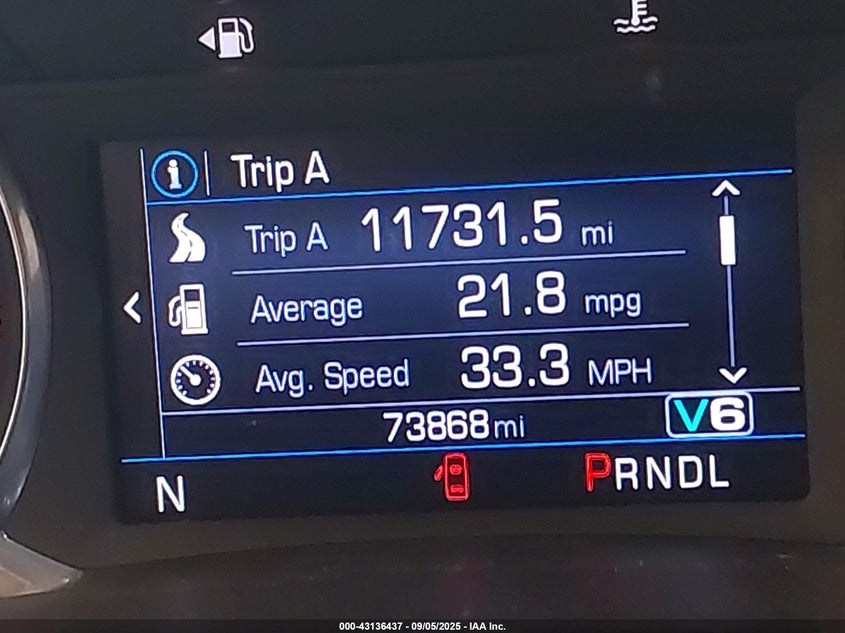 Trip A
Trip A 11731.5 mi
Average 21.8 mpg
Avg. Speed 33.3 MPH
73868mi V6
N PRNDL
000-43136437 - 09/05/2025 - IAA Inc.